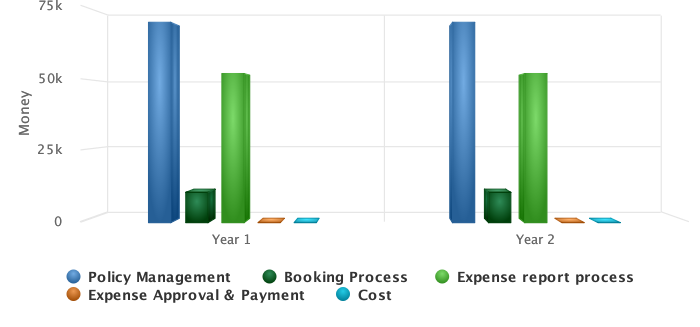 75k
50k
25k
0
Money
Year 1 Year 2
Policy Management Booking Process Expense report process
Expense Approval & Payment Cost